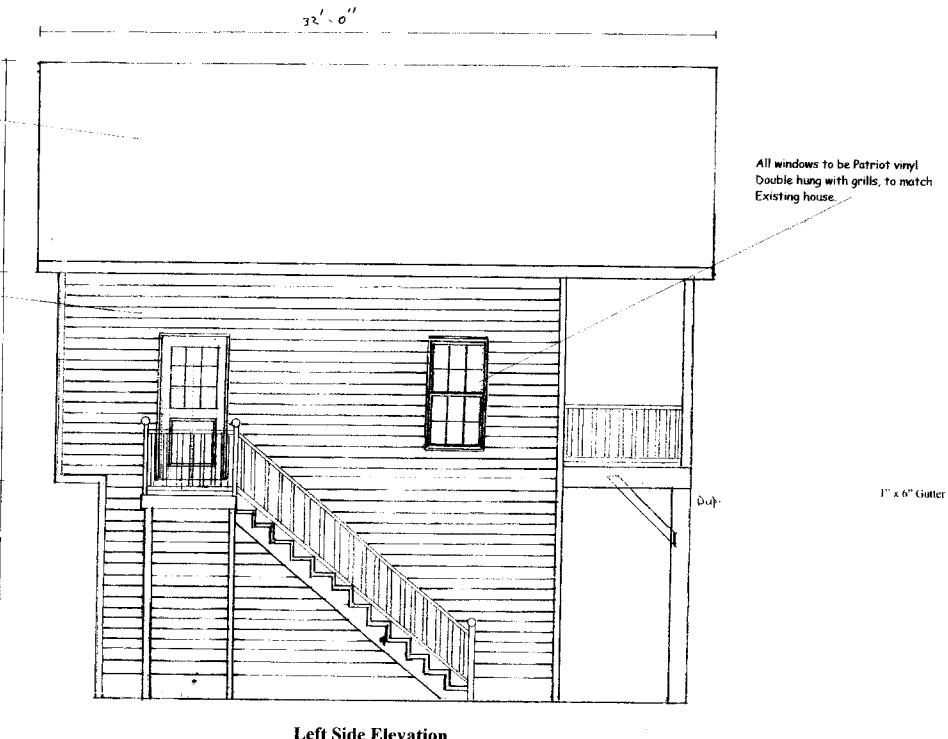 32'-0"
All windows to be Patriot vinyl
Double hung with grills, to match
Existing house.
Dup.
1" x 6" Gutter
Left Side Elevation